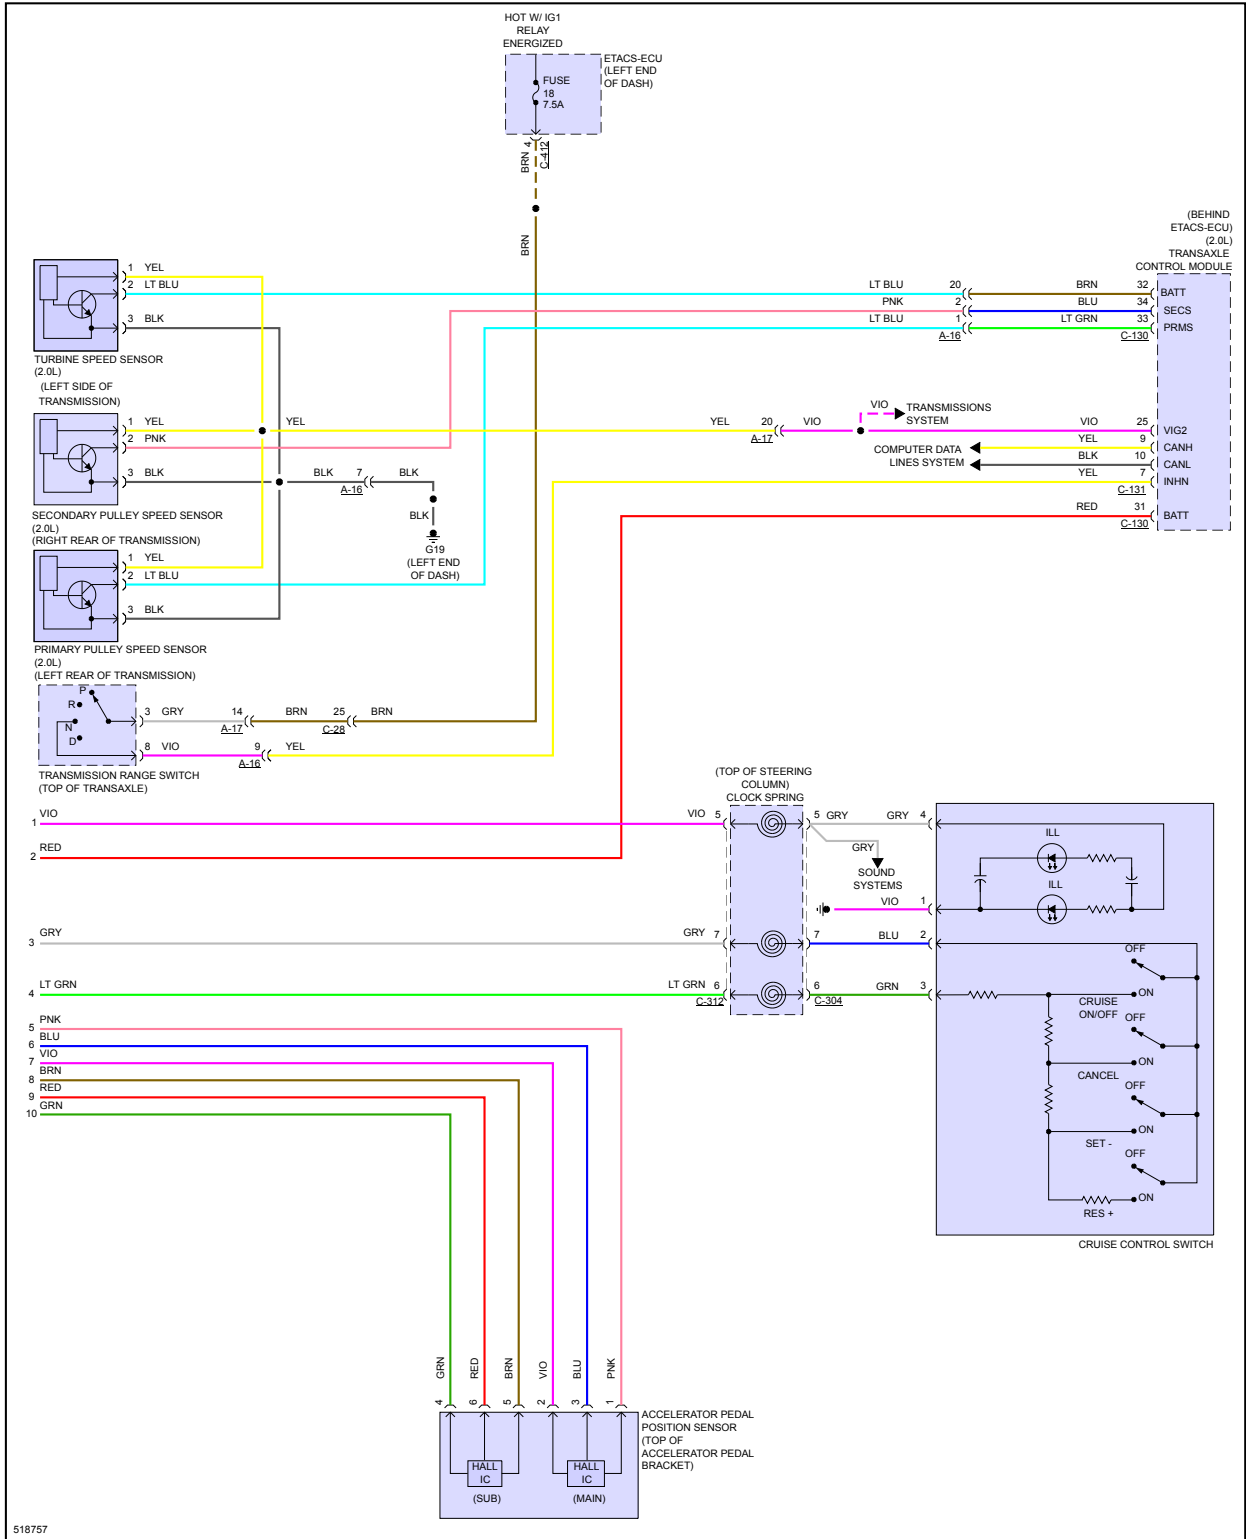 HOT W/ IG1
RELAY
ENERGIZED
ETACS-ECU
(LEFT END
OF DASH)
FUSE
18
7.5A
4
C-412
BRN
BRN
(BEHIND
ETACS-ECU)
(2.0L)
TRANSAXLE
CONTROL MODULE
1 YEL
2 LT BLU
3 BLK
TURBINE SPEED SENSOR
(2.0L)
(LEFT SIDE OF
TRANSMISSION)
LT BLU 20 BRN 32 BATT
PNK 2 BLU 34 SECS
LT BLU 1 LT GRN 33 PRMS
A-16 C-130
1 YEL YEL
2 PNK
3 BLK
SECONDARY PULLEY SPEED SENSOR
(2.0L)
(RIGHT REAR OF TRANSMISSION)
YEL 20 VIO
A-17
VIO
TRANSMISSIONS
SYSTEM
VIO 25 VIG2
COMPUTER DATA
LINES SYSTEM
YEL 9 CANH
BLK 10 CANL
YEL 7 INHN
C-131
RED 31 BATT
C-130
BLK 7 BLK
A-16
BLK
G19
(LEFT END
OF DASH)
1 YEL
2 LT BLU
3 BLK
PRIMARY PULLEY SPEED SENSOR
(2.0L)
(LEFT REAR OF TRANSMISSION)
P
R
N
D
3 GRY 14 BRN 25 BRN
A-17 C-28
8 VIO 9 YEL
A-16
TRANSMISSION RANGE SWITCH
(TOP OF TRANSAXLE)
(TOP OF STEERING
COLUMN)
CLOCK SPRING
1 VIO VIO 5 5 GRY GRY 4
2 RED
GRY
SOUND
SYSTEMS
VIO 1
3 GRY GRY 7 7 BLU 2
4 LT GRN LT GRN 6 6 GRN 3
C-312 C-304
ILL
ILL
OFF
ON
CRUISE
ON/OFF
OFF
ON
CANCEL
OFF
ON
SET -
OFF
ON
RES +
CRUISE CONTROL SWITCH
5 PNK
6 BLU
7 VIO
8 BRN
9 RED
10 GRN
GRN RED BRN VIO BLU PNK
4 6 5 2 3 1
ACCELERATOR PEDAL
POSITION SENSOR
(TOP OF
ACCELERATOR PEDAL
BRACKET)
HALL
IC
(SUB)
HALL
IC
(MAIN)
518757